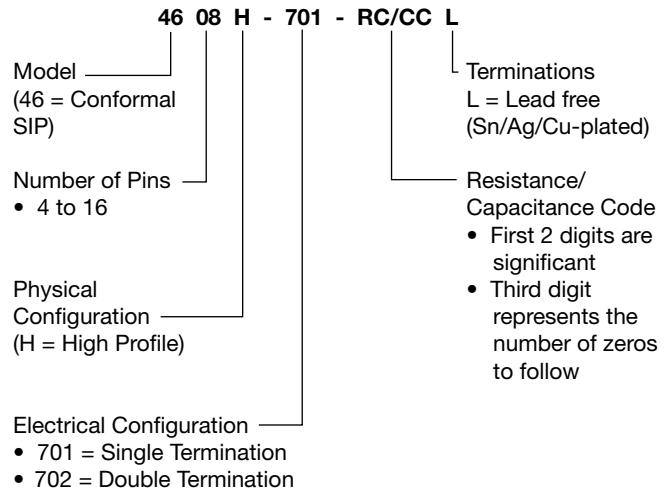 46 08 H - 701 - RC/CC L
Model
(46 = Conformal
SIP)
Number of Pins
• 4 to 16
Physical
Configuration
(H = High Profile)
Electrical Configuration
• 701 = Single Termination
• 702 = Double Termination
Terminations
L = Lead free
(Sn/Ag/Cu-plated)
Resistance/
Capacitance Code
• First 2 digits are
significant
• Third digit
represents the
number of zeros
to follow